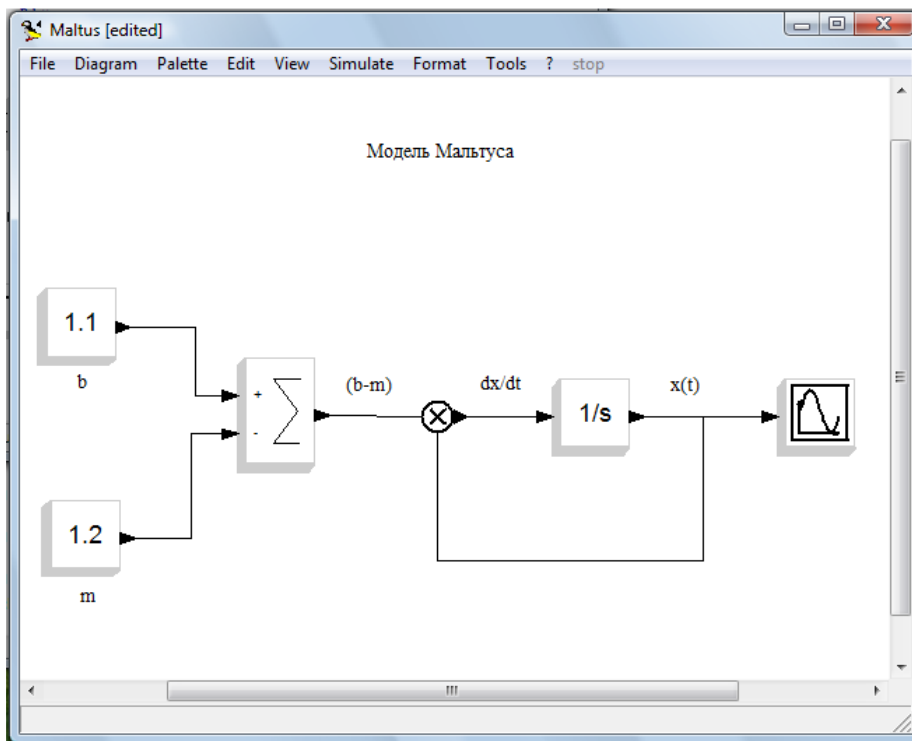 Maltus [edited]
File Diagram Palette Edit View Simulate Format Tools ? stop
Модель Мальтуса
1.1
b
+
-
(b-m)
dx/dt
1/s
x(t)
1.2
m